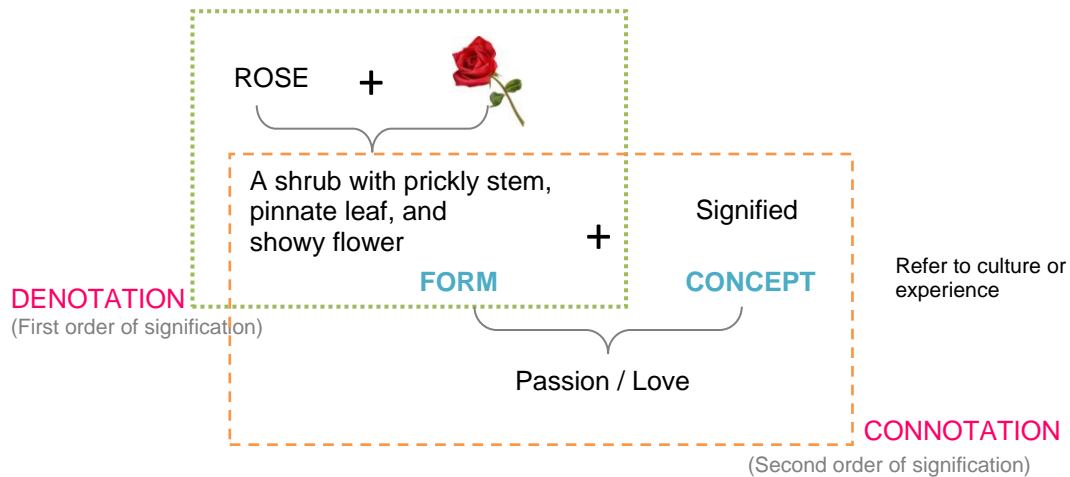 ROSE +
A shrub with prickly stem,
pinnate leaf, and
showy flower
+
Signified
FORM
CONCEPT
Refer to culture or
experience
DENOTATION
(First order of signification)
Passion / Love
CONNOTATION
(Second order of signification)